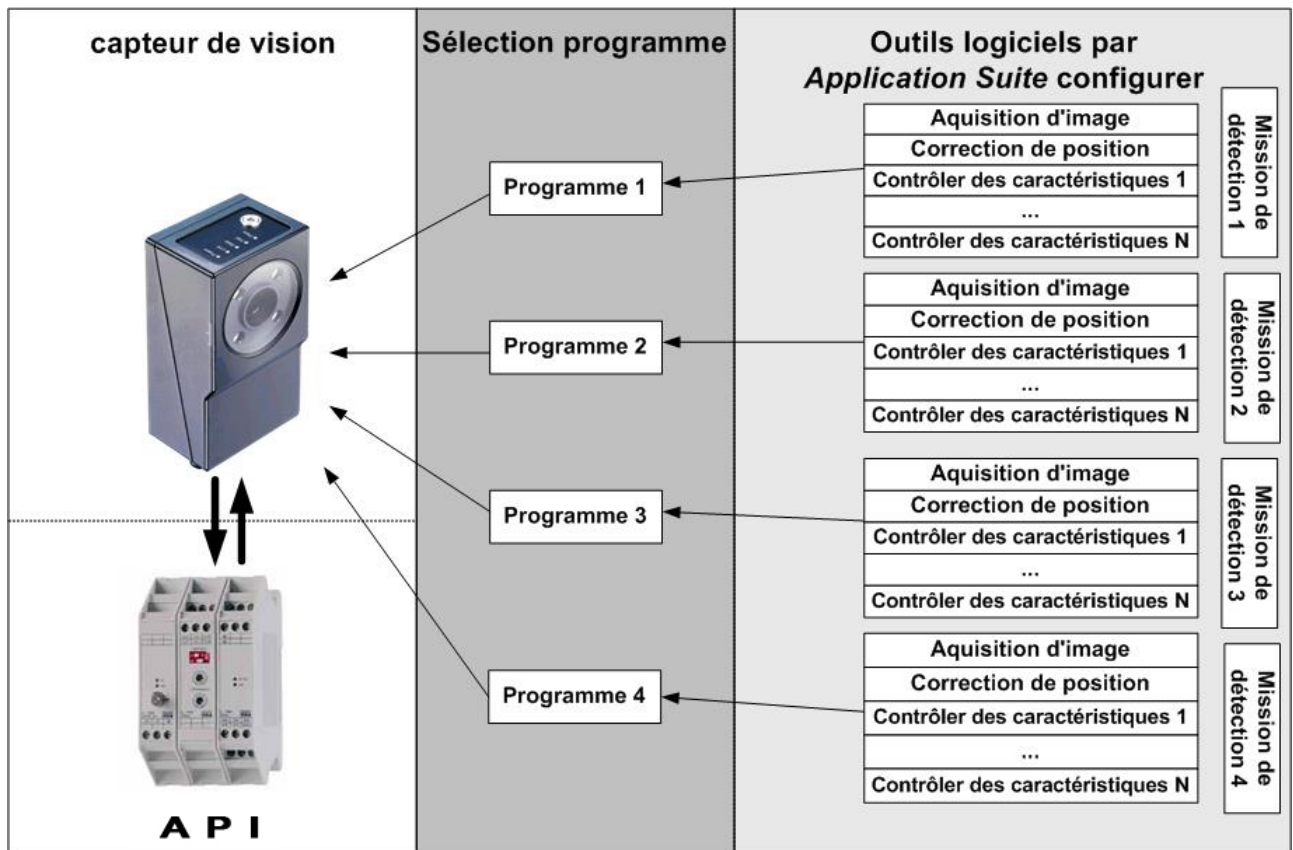 capteur de vision
Sélection programme
Outils logiciels par
Application Suite configurer
Programme 1
Programme 2
Programme 3
Programme 4
Aquisition d'image
Correction de position
Contrôler des caractéristiques 1
...
Contrôler des caractéristiques N
Mission de
détection 1
Aquisition d'image
Correction de position
Contrôler des caractéristiques 1
...
Contrôler des caractéristiques N
Mission de
détection 2
Aquisition d'image
Correction de position
Contrôler des caractéristiques 1
...
Contrôler des caractéristiques N
Mission de
détection 3
Aquisition d'image
Correction de position
Contrôler des caractéristiques 1
...
Contrôler des caractéristiques N
Mission de
détection 4
A P I